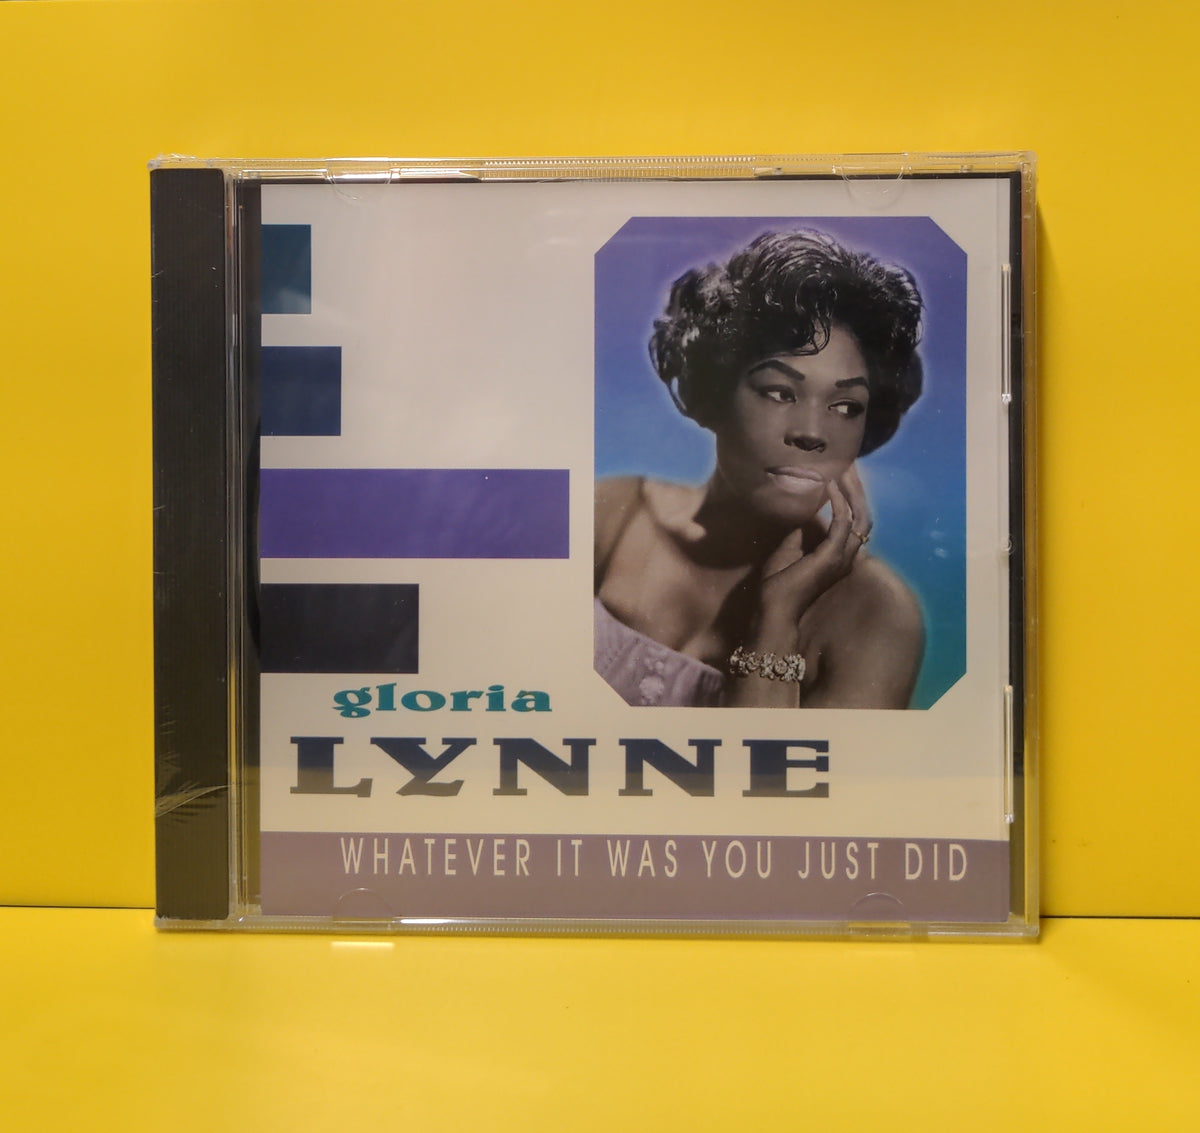 gloria
LYNNE
WHATEVER IT WAS YOU JUST DID